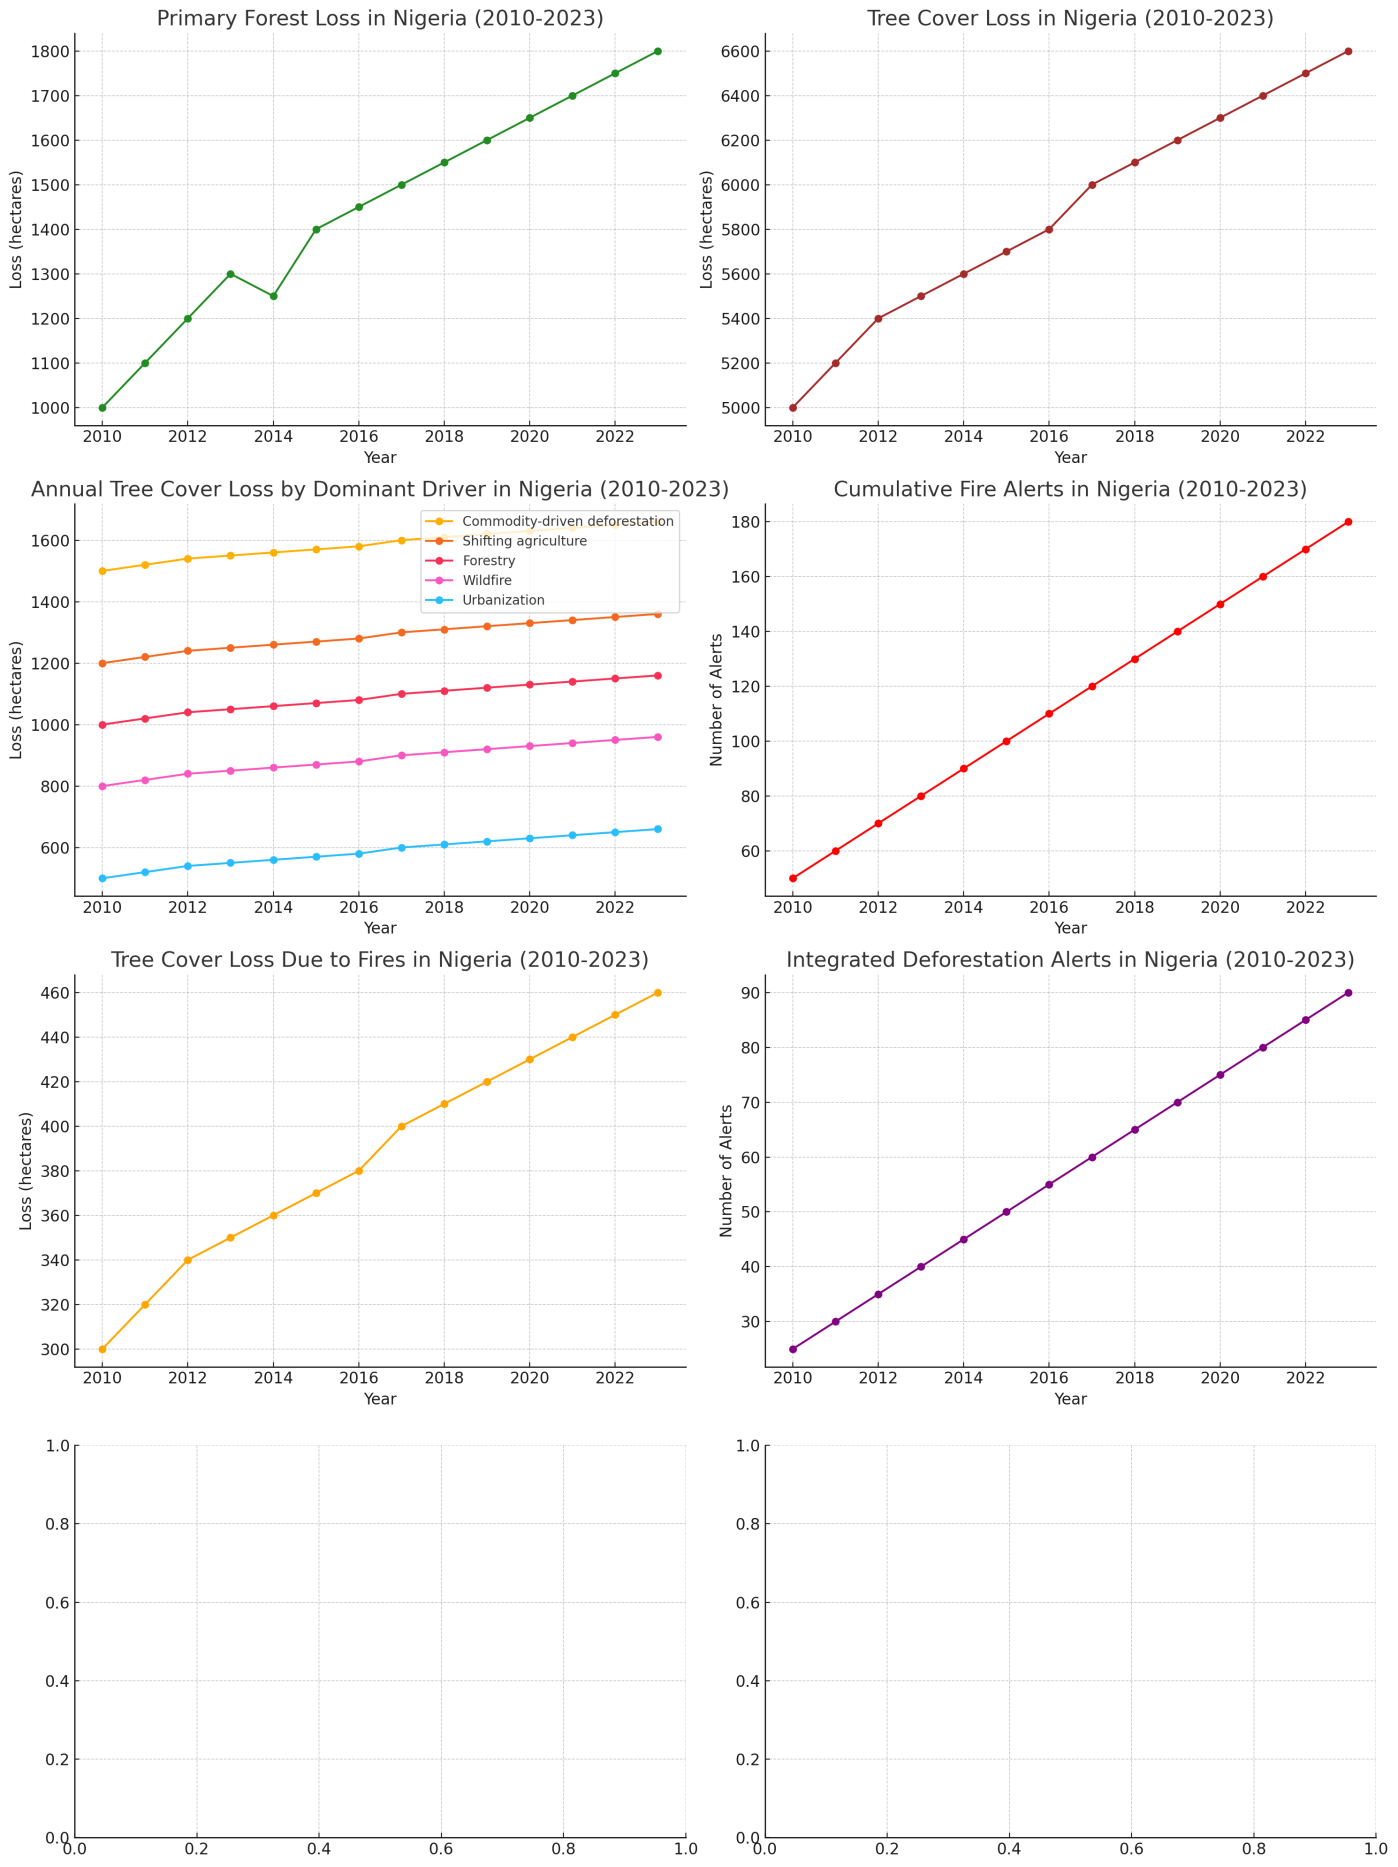 Primary Forest Loss in Nigeria (2010-2023)
1800
1700
1600
1500
1400
1300
1200
1100
1000
Loss (hectares)
2010 2012 2014 2016 2018 2020 2022
Year
Tree Cover Loss in Nigeria (2010-2023)
6600
6400
6200
6000
5800
5600
5400
5200
5000
Loss (hectares)
2010 2012 2014 2016 2018 2020 2022
Year
Annual Tree Cover Loss by Dominant Driver in Nigeria (2010-2023)
1600
1400
1200
1000
800
600
Loss (hectares)
Commodity-driven deforestation
Shifting agriculture
Forestry
Wildfire
Urbanization
2010 2012 2014 2016 2018 2020 2022
Year
Cumulative Fire Alerts in Nigeria (2010-2023)
180
160
140
120
100
80
60
Number of Alerts
2010 2012 2014 2016 2018 2020 2022
Year
Tree Cover Loss Due to Fires in Nigeria (2010-2023)
460
440
420
400
380
360
340
320
300
Loss (hectares)
2010 2012 2014 2016 2018 2020 2022
Year
Integrated Deforestation Alerts in Nigeria (2010-2023)
90
80
70
60
50
40
30
Number of Alerts
2010 2012 2014 2016 2018 2020 2022
Year
1.0
0.8
0.6
0.4
0.2
0.0
0.0 0.2 0.4 0.6 0.8 1.0
1.0
0.8
0.6
0.4
0.2
0.0
0.0 0.2 0.4 0.6 0.8 1.0